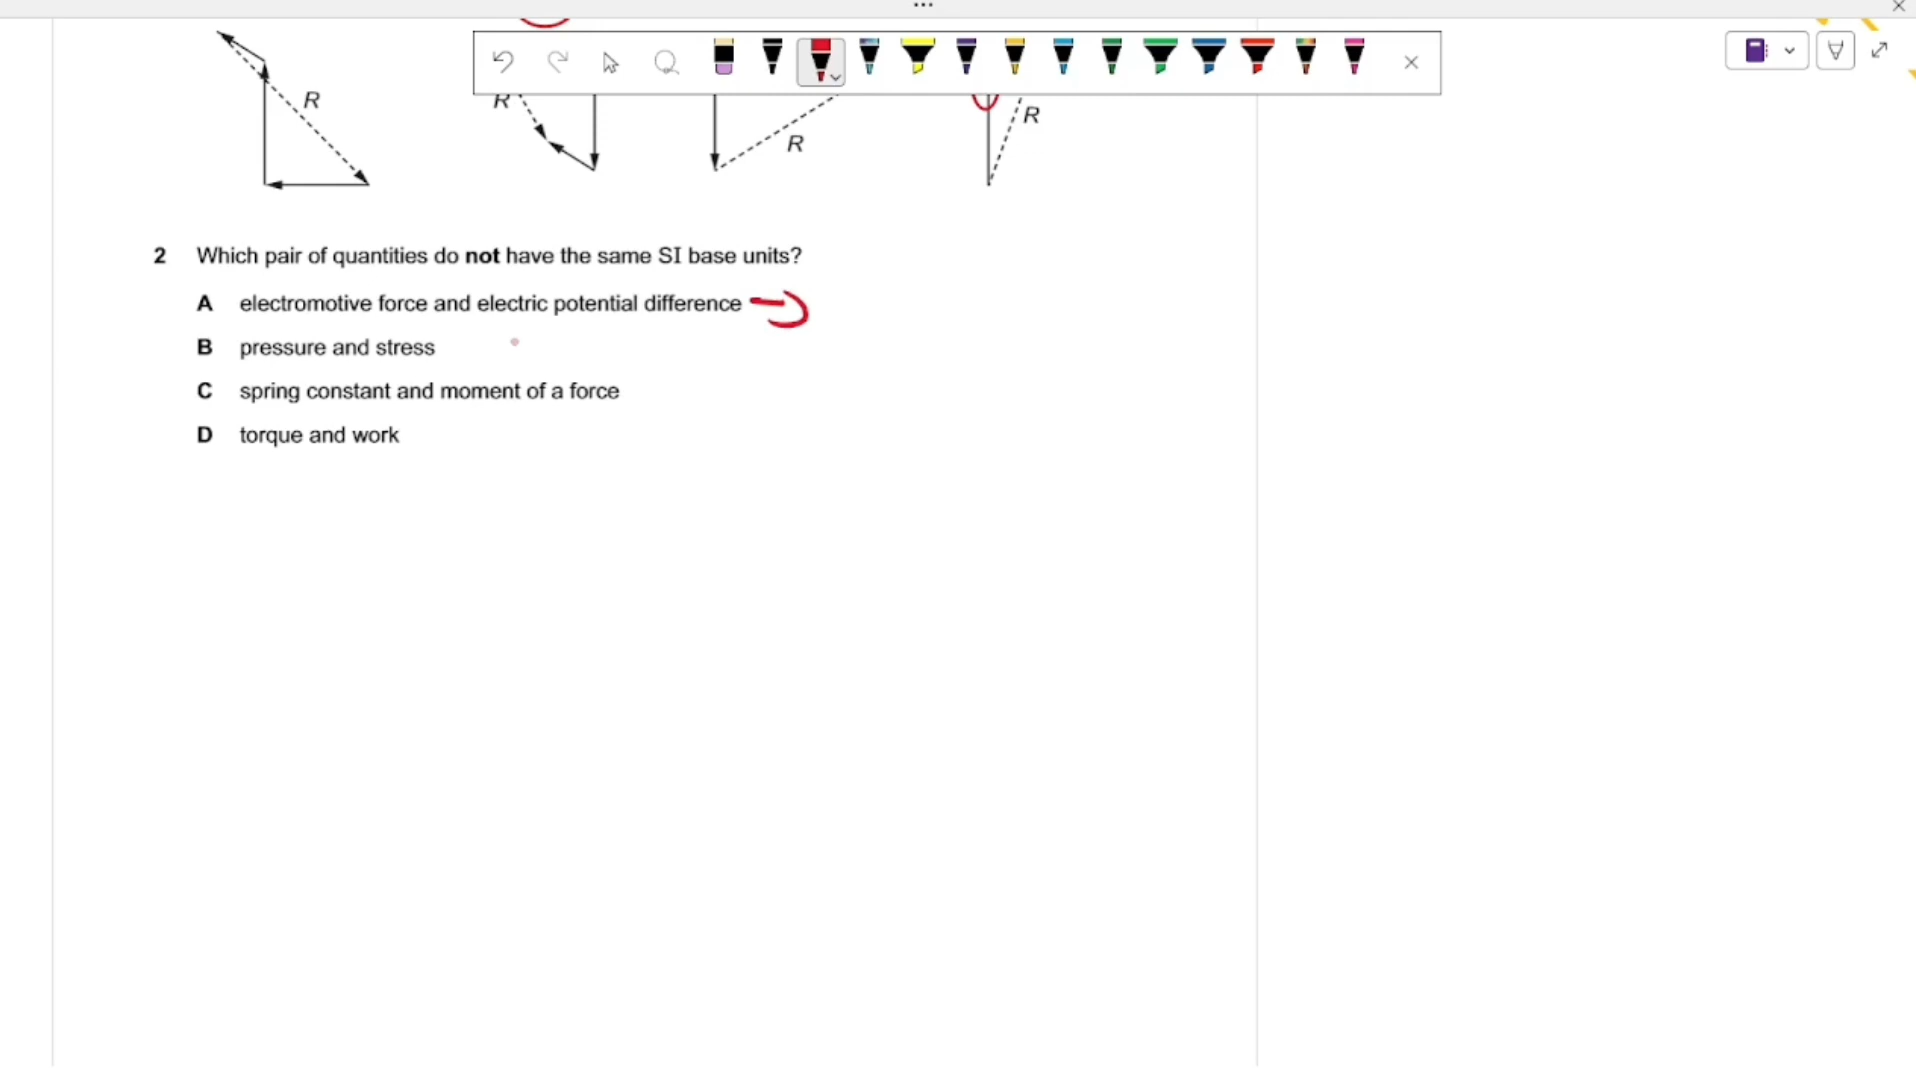 R
R
R
R
2 Which pair of quantities do not have the same SI base units?
A electromotive force and electric potential difference
B pressure and stress
C spring constant and moment of a force
D torque and work